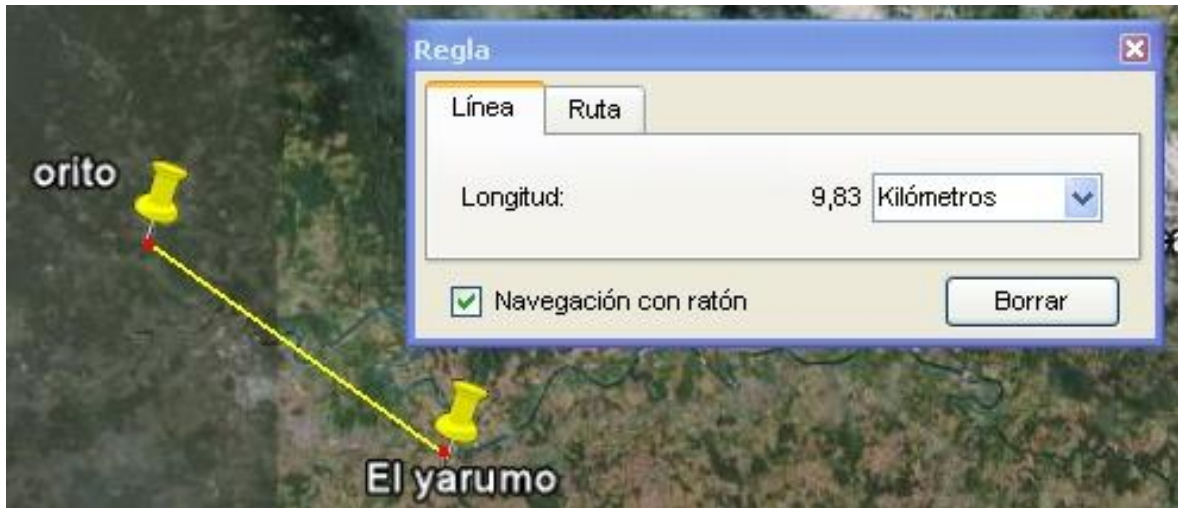 Regla
Línea Ruta
orito
Longitud: 9,83 Kilómetros
Navegación con ratón Borrar
El yarumo